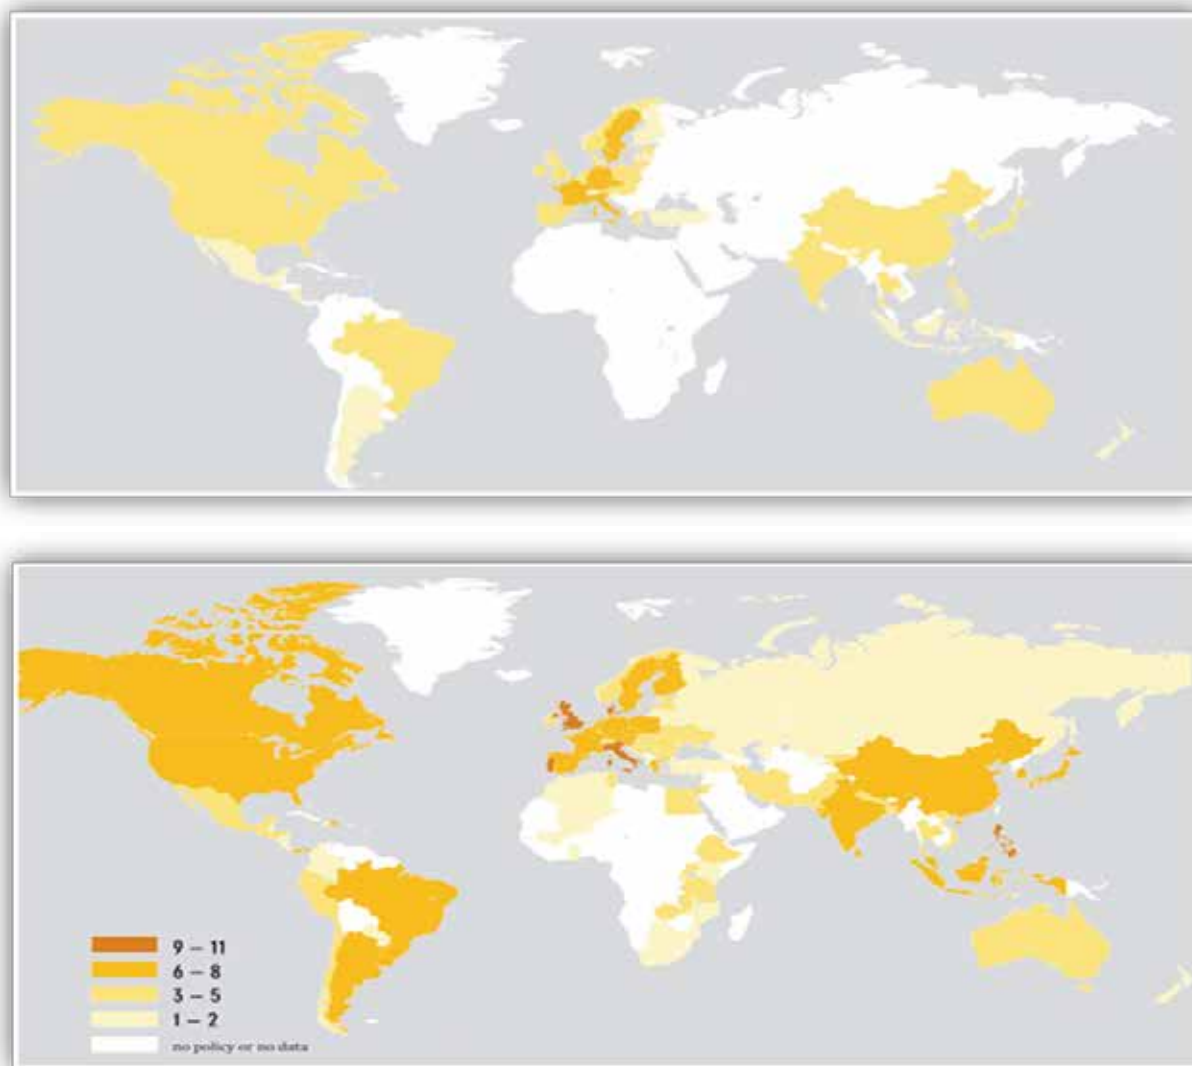 9 – 11
6 – 8
3 – 5
1 – 2
no policy or no data